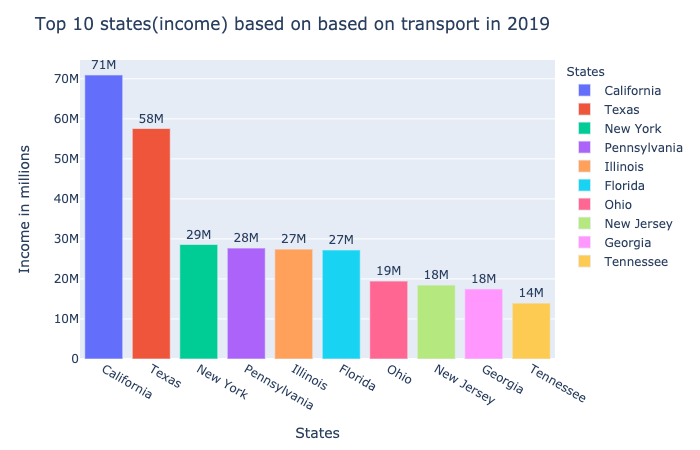 Top 10 states(income) based on based on transport in 2019
States
California
Texas
New York
Pennsylvania
Illinois
Florida
Ohio
New Jersey
Georgia
Tennessee
Income in millions
70M
60M
50M
40M
30M
20M
10M
0
71M
58M
29M
28M
27M
27M
19M
18M
18M
14M
California
Texas
New York
Pennsylvania
Illinois
Florida
Ohio
New Jersey
Georgia
Tennessee
States